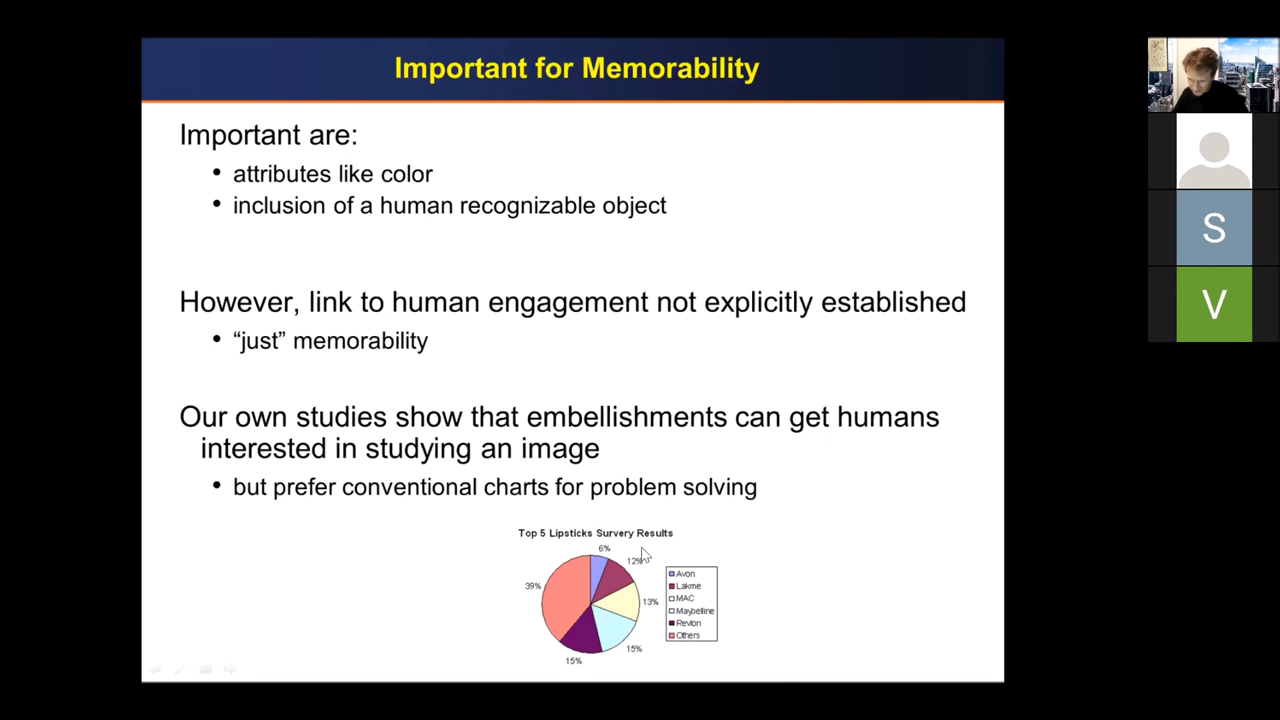 Important for Memorability
Important are:
• attributes like color
• inclusion of a human recognizable object
However, link to human engagement not explicitly established
• “just” memorability
Our own studies show that embellishments can get humans
interested in studying an image
• but prefer conventional charts for problem solving
Top 5 Lipsticks Survery Results
6%
12%
39%
13%
15%
15%
Avon
Lakme
MAC
Maybelline
Revlon
Others
S
V